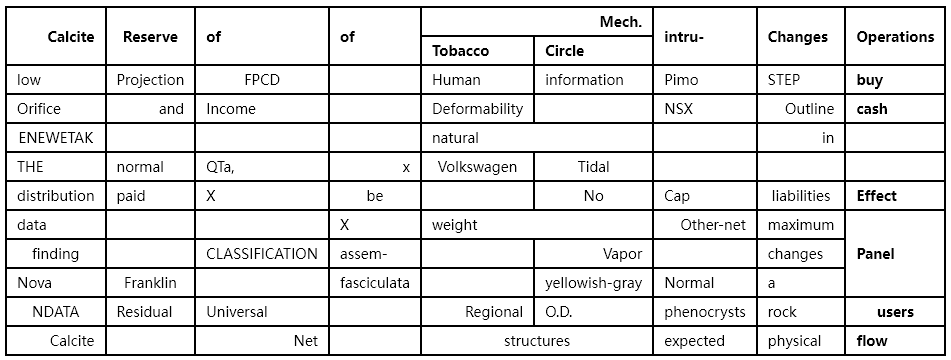 Calcite Reserve of of Mech. intru- Changes Operations
Tobacco Circle
low Projection FPCD Human information Pimo STEP buy
Orifice and Income Deformability NSX Outline cash
ENEWETAK natural in
THE normal QTa, x Volkswagen Tidal
distribution paid X be No Cap liabilities Effect
data X weight Other-net maximum Panel
finding CLASSIFICATION assem- Vapor changes
Nova Franklin fasciculata yellowish-gray Normal a
NDATA Residual Universal Regional O.D. phenocrysts rock users
Calcite Net structures expected physical flow